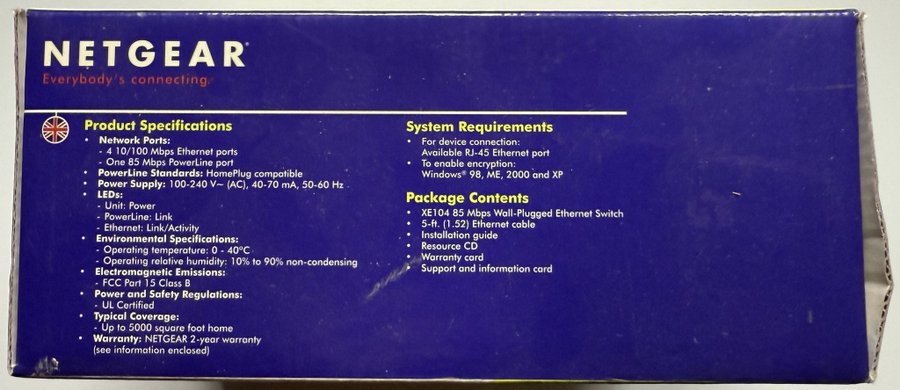 NETGEAR®
Everybody's connecting.
Product Specifications
• Network Ports:
- 4 10/100 Mbps Ethernet ports
- One 85 Mbps PowerLine port
• PowerLine Standards: HomePlug compatible
• Power Supply: 100-240 V~ (AC), 40-70 mA, 50-60 Hz
• LEDs:
- Unit: Power
- PowerLine: Link
- Ethernet: Link/Activity
• Environmental Specifications:
- Operating temperature: 0 - 40°C
- Operating relative humidity: 10% to 90% non-condensing
• Electromagnetic Emissions:
- FCC Part 15 Class B
• Power and Safety Regulations:
- UL Certified
• Typical Coverage:
- Up to 5000 square foot home
• Warranty: NETGEAR 2-year warranty
(see information enclosed)
System Requirements
• For device connection:
Available RJ-45 Ethernet port
• To enable encryption:
Windows® 98, ME, 2000 and XP
Package Contents
• XE104 85 Mbps Wall-Plugged Ethernet Switch
• 5-ft. (1.52) Ethernet cable
• Installation guide
• Resource CD
• Warranty card
• Support and information card